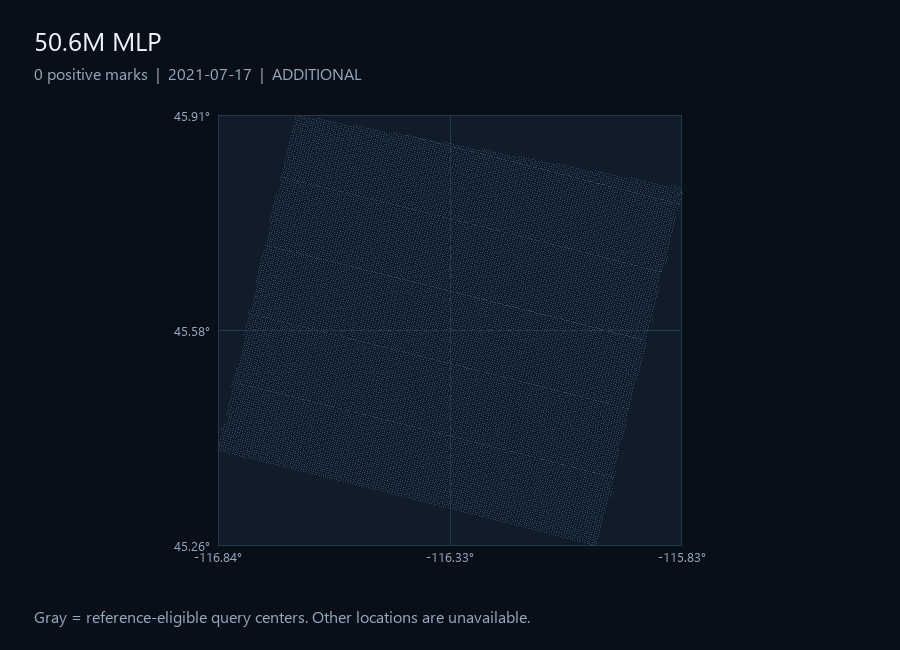 50.6M MLP
0 positive marks | 2021-07-17 | ADDITIONAL
45.91°
45.58°
45.26°
-116.84° -116.33° -115.83°
Gray = reference-eligible query centers. Other locations are unavailable.